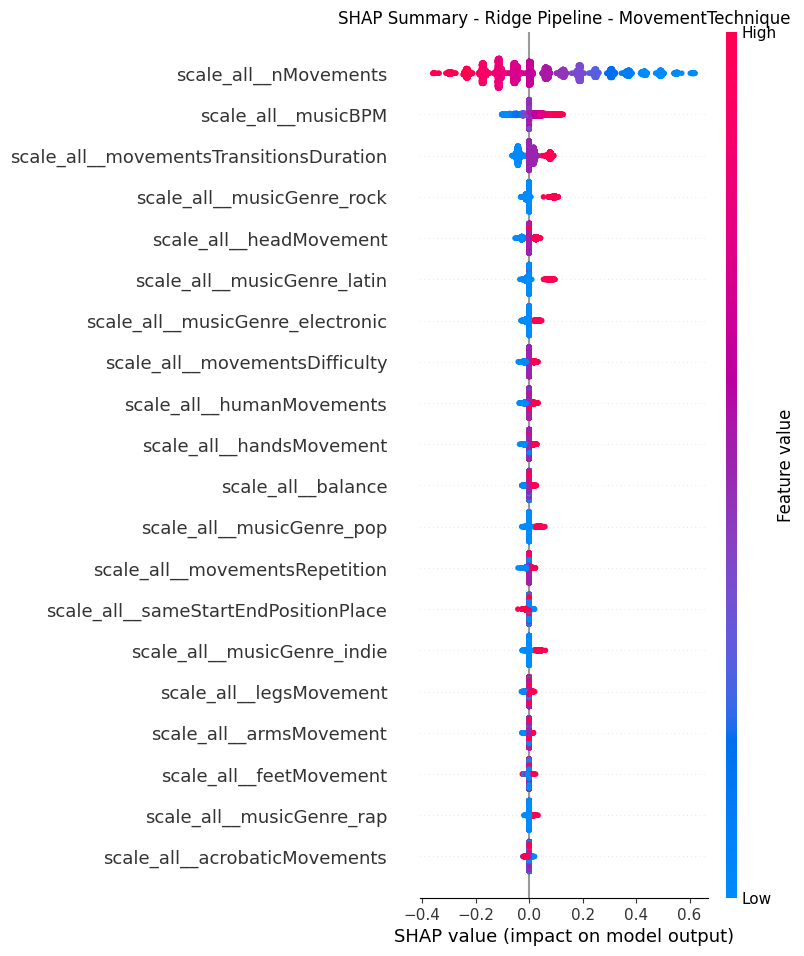 SHAP Summary - Ridge Pipeline - MovementTechnique
High
scale_all__nMovements
scale_all__musicBPM
scale_all__movementsTransitionsDuration
scale_all__musicGenre_rock
scale_all__headMovement
scale_all__musicGenre_latin
scale_all__musicGenre_electronic
scale_all__movementsDifficulty
scale_all__humanMovements
scale_all__handsMovement
scale_all__balance
scale_all__musicGenre_pop
scale_all__movementsRepetition
scale_all__sameStartEndPositionPlace
scale_all__musicGenre_indie
scale_all__legsMovement
scale_all__armsMovement
scale_all__feetMovement
scale_all__musicGenre_rap
scale_all__acrobaticMovements
Feature value
Low
−0.4 −0.2 0.0 0.2 0.4 0.6
SHAP value (impact on model output)